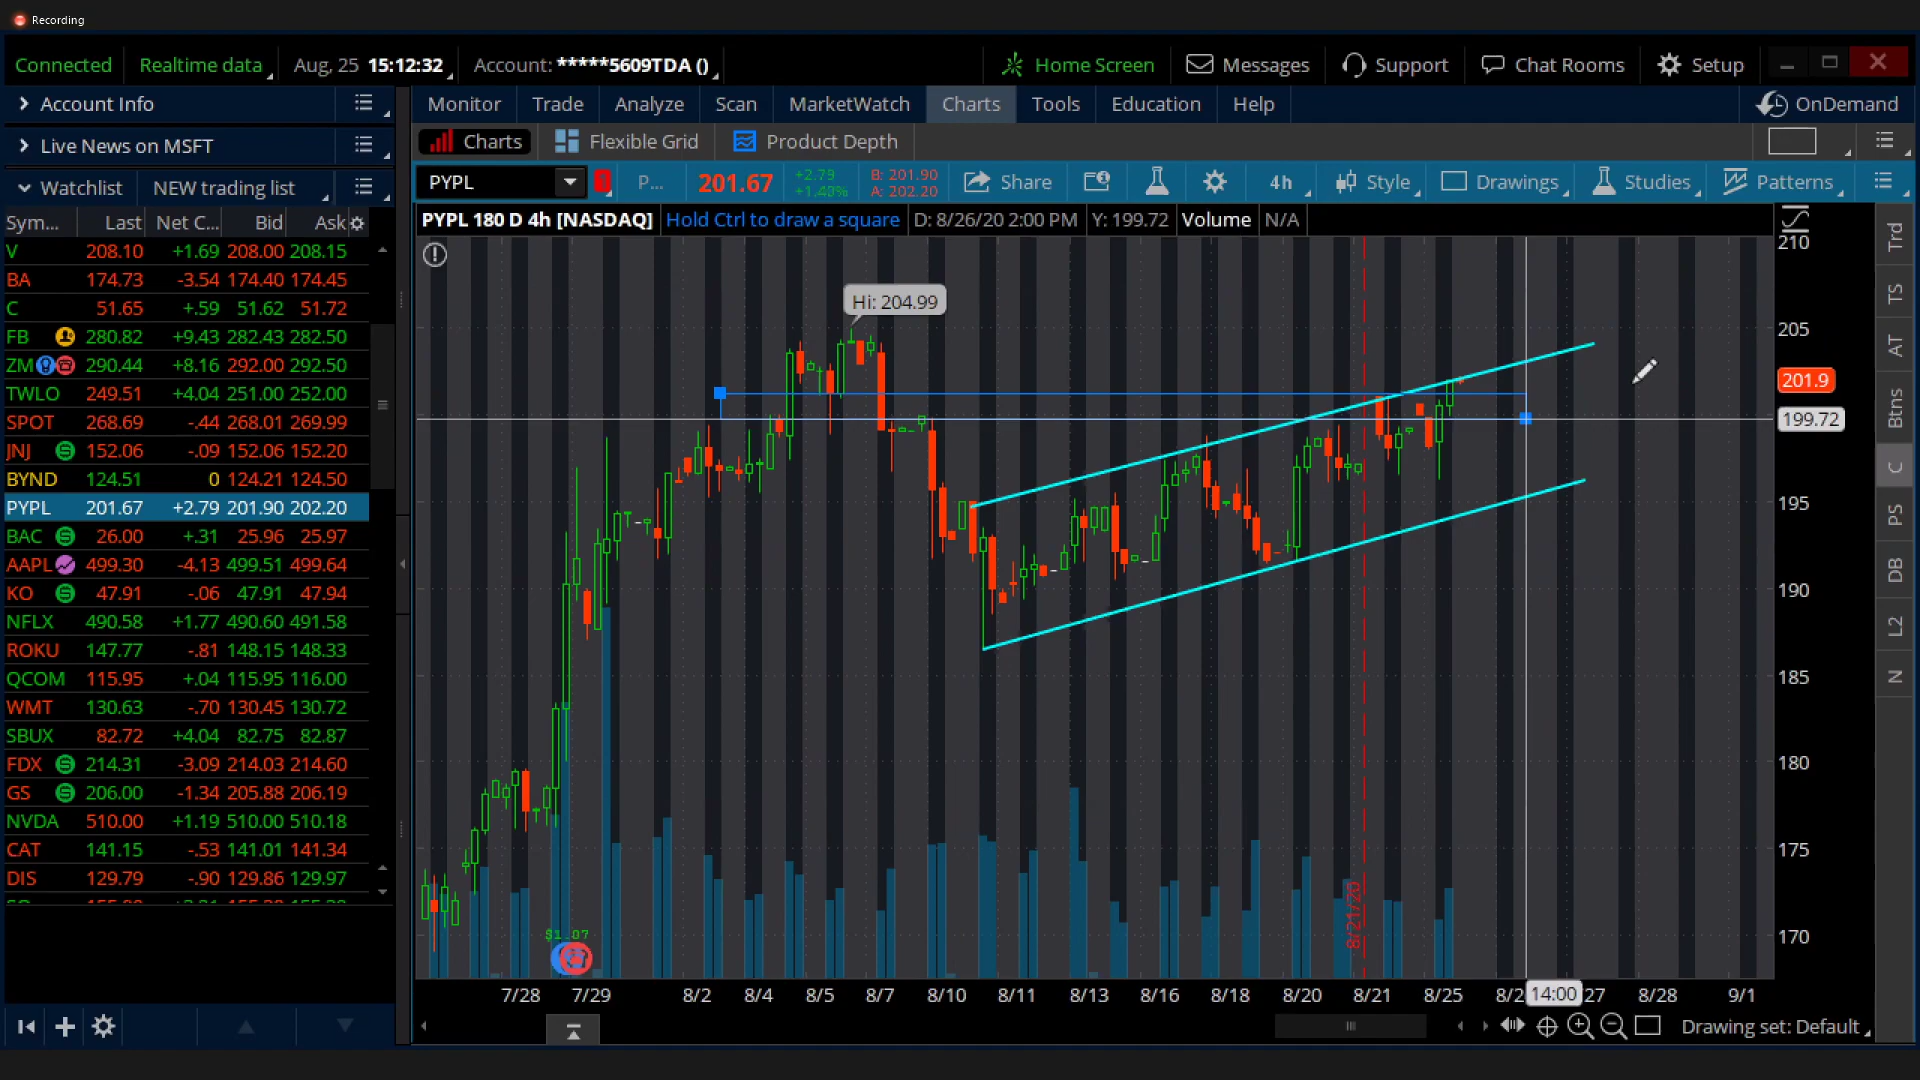 Recording
Connected Realtime data Aug, 25 15:12:32 Account: *****5609TDA () Home Screen Messages Support Chat Rooms Setup
Account Info
Live News on MSFT
Watchlist NEW trading list
Sym... Last Net C... Bid Ask
V 208.10 +1.69 208.00 208.15
BA 174.73 -3.54 174.40 174.45
C 51.65 +.59 51.62 51.72
FB 280.82 +9.43 282.43 282.50
ZM 290.44 +8.16 292.00 292.50
TWLO 249.51 +4.04 251.00 252.00
SPOT 268.69 -.44 268.01 269.99
JNJ 152.06 -.09 152.06 152.20
BYND 124.51 0 124.21 124.50
PYPL 201.67 +2.79 201.90 202.20
BAC 26.00 +.31 25.96 25.97
AAPL 499.30 -4.13 499.51 499.64
KO 47.91 -.06 47.91 47.94
NFLX 490.58 +1.77 490.60 491.58
ROKU 147.77 -.81 148.15 148.33
QCOM 115.95 +.04 115.95 116.00
WMT 130.63 -.70 130.45 130.72
SBUX 82.72 +4.04 82.75 82.87
FDX 214.31 -3.09 214.03 214.60
GS 206.00 -1.34 205.88 206.19
NVDA 510.00 +1.19 510.00 510.18
CAT 141.15 -.53 141.01 141.34
DIS 129.79 -.90 129.86 129.97
Monitor Trade Analyze Scan MarketWatch Charts Tools Education Help OnDemand
Charts Flexible Grid Product Depth
PYPL P... 201.67 +2.79 +1.40% B: 201.90 A: 202.20 Share 4h Style Drawings Studies Patterns
PYPL 180 D 4h [NASDAQ] Hold Ctrl to draw a square D: 8/26/20 2:00 PM Y: 199.72 Volume N/A
Hi: 204.99
210
205
201.9
199.72
195
190
185
180
175
170
8/21/20
$1.07
7/28 7/29 8/2 8/4 8/5 8/7 8/10 8/11 8/13 8/16 8/18 8/20 8/21 8/25 8/2 14:00 27 8/28 9/1
Drawing set: Default
Trd
TS
AT
Btns
C
PS
DB
L2
N